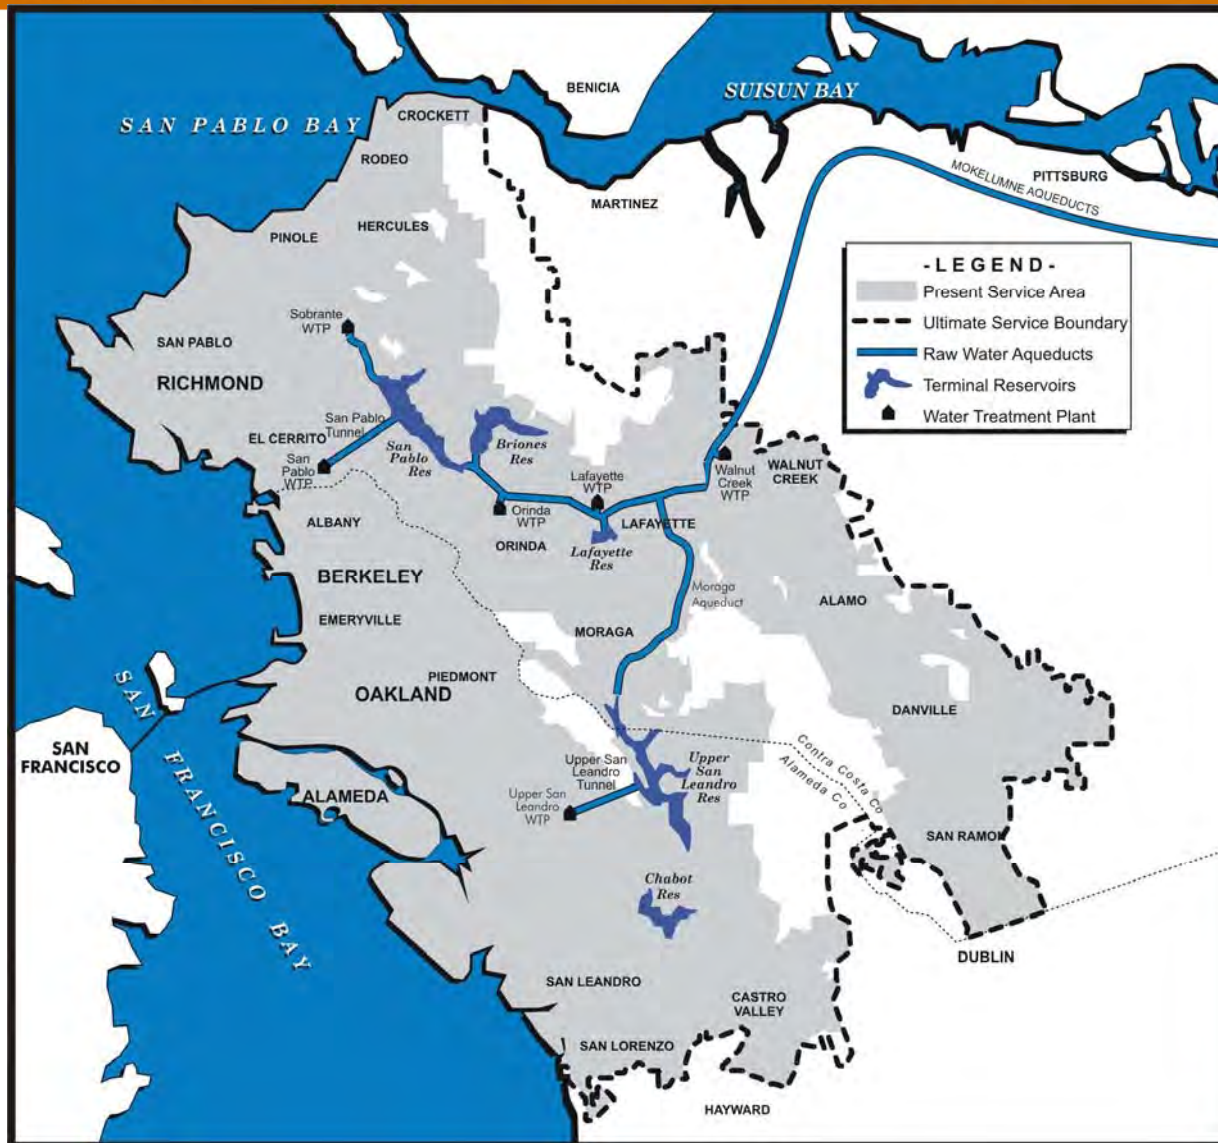 BENICIA
SUISUN BAY
CROCKETT
SAN PABLO BAY
RODEO
MOKELUMNE AQUEDUCTS
PITTSBURG
MARTINEZ
HERCULES
PINOLE
- L E G E N D -
Present Service Area
Ultimate Service Boundary
Raw Water Aqueducts
Terminal Reservoirs
Water Treatment Plant
Sobrante
WTP
SAN PABLO
RICHMOND
San Pablo
Tunnel
EL CERRITO
San
Pablo
WTP
San
Pablo
Res
Briones
Res
Lafayette
WTP
Walnut
Creek
WTP
WALNUT
CREEK
Orinda
WTP
LAFAYETTE
ALBANY
ORINDA
Lafayette
Res
BERKELEY
Moraga
Aqueduct
ALAMO
EMERYVILLE
MORAGA
PIEDMONT
OAKLAND
DANVILLE
SAN FRANCISCO BAY
SAN
FRANCISCO
Contra Costa Co
Alameda Co
Upper San
Leandro
Tunnel
Upper
San
Leandro
Res
ALAMEDA
Upper San
Leandro
WTP
SAN RAMON
Chabot
Res
DUBLIN
SAN LEANDRO
CASTRO
VALLEY
SAN LORENZO
HAYWARD